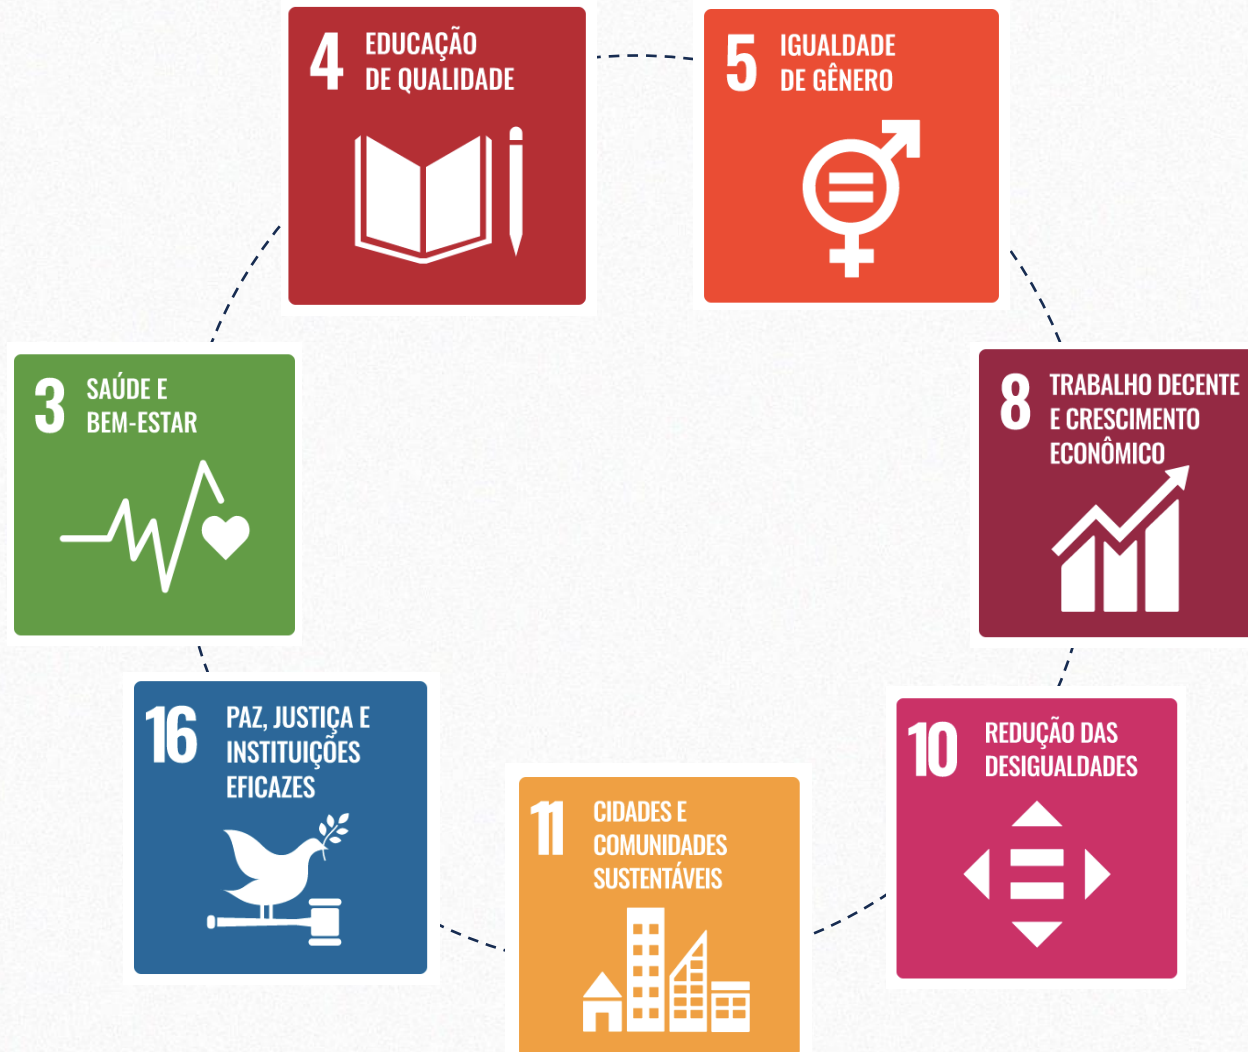 4 EDUCAÇÃO
DE QUALIDADE
5 IGUALDADE
DE GÊNERO
3 SAÚDE E
BEM-ESTAR
8 TRABALHO DECENTE
E CRESCIMENTO
ECONÔMICO
16 PAZ, JUSTIÇA E
INSTITUIÇÕES
EFICAZES
10 REDUÇÃO DAS
DESIGUALDADES
11 CIDADES E
COMUNIDADES
SUSTENTÁVEIS